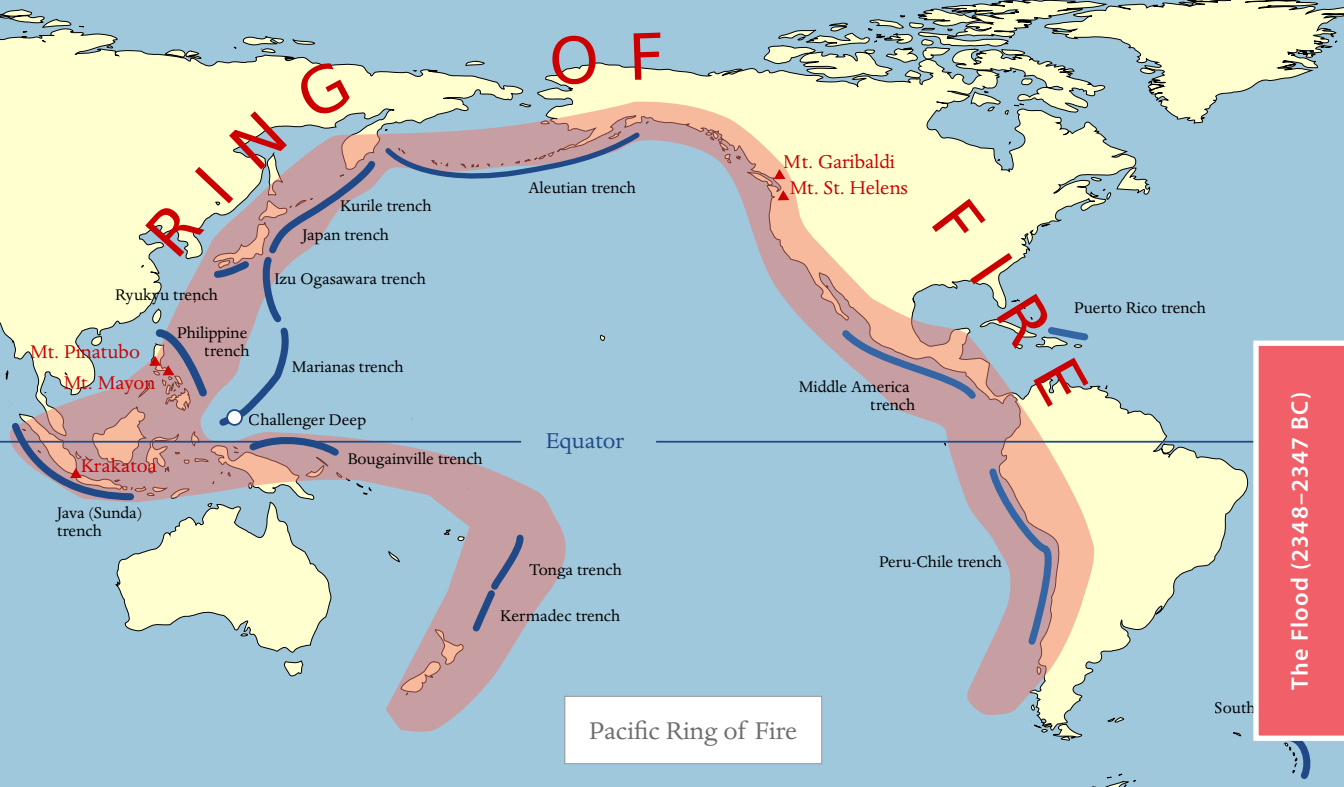 RING OF FIRE
Mt. Garibaldi
Mt. St. Helens
Aleutian trench
Kurile trench
Japan trench
Izu Ogasawara trench
Ryukyu trench
Puerto Rico trench
Philippine
trench
Mt. Pinatubo
Marianas trench
Mt. Mayon
Middle America
trench
Challenger Deep
Equator
Bougainville trench
Krakatoa
Java (Sunda)
trench
Peru-Chile trench
Tonga trench
Kermadec trench
South
Pacific Ring of Fire
The Flood (2348–2347 BC)